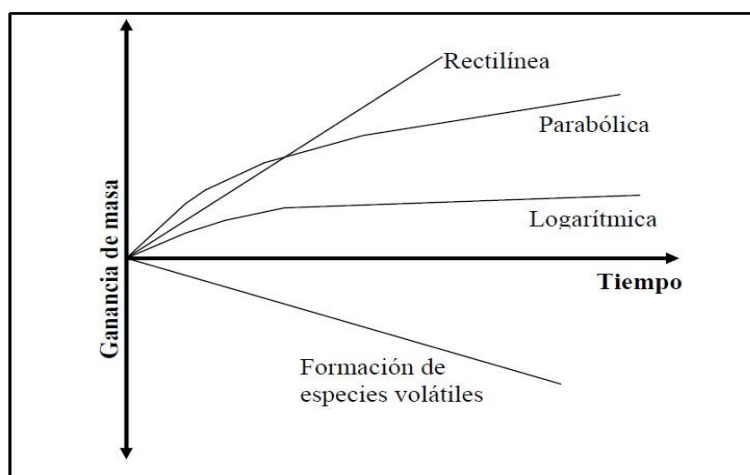 Rectilínea
Parabólica
Logarítmica
Ganancia de masa
Tiempo
Formación de
especies volátiles